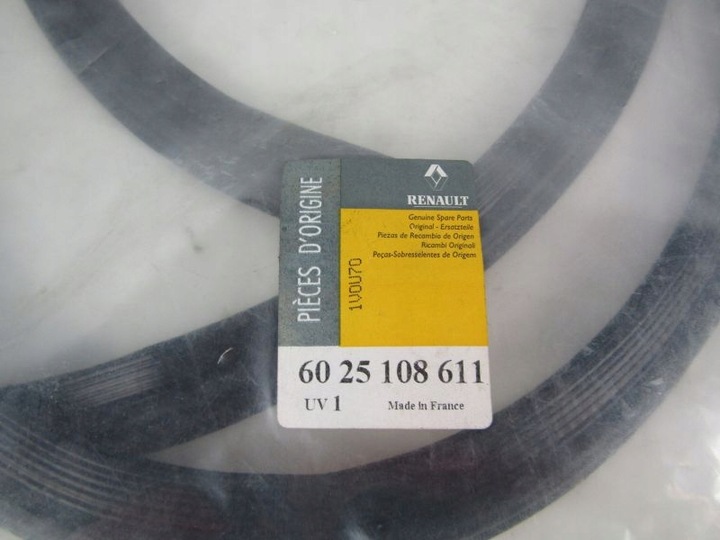 PIÈCES D'ORIGINE
RENAULT
Genuine Spare Parts
Original - Ersatzteile
Piezas de Recambio de Origen
Ricambi Originali
Peças-Sobresselentes de Origem
1V0U70
60 25 108 611
UV 1 Made in France